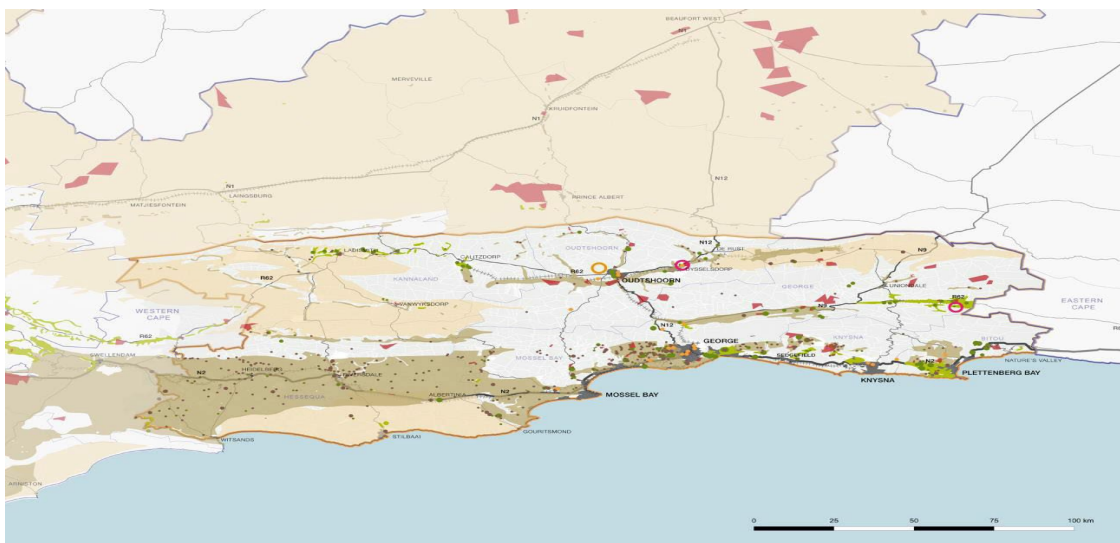 BEAUFORT WEST
N1
MERWEVILLE
KRUIDFONTEIN
N1
N12
N1
LAINGSBURG
MATJIESFONTEIN
PRINCE ALBERT
OUDTSHOORN
N12
DE RUST
N9
LADISMITH
CALITZDORP
R62
R62
KANNALAND
OUDTSHOORN
DYSSELSDORP
GEORGE
UNIONDALE
R62
EASTERN
CAPE
WESTERN
CAPE
VANWYKSDORP
N9
R62
N12
SWELLENDAM
MOSSEL BAY
GEORGE
KNYSNA
BITOU
HEIDELBERG
SEDGEFIELD
N2
NATURE'S VALLEY
N2
RIVERSDALE
KNYSNA
PLETTENBERG BAY
HESSEQUA
ALBERTINIA
N2
MOSSEL BAY
GOURITSMOND
WITSANDS
STILBAAI
ARNISTON
0 25 50 75 100 km